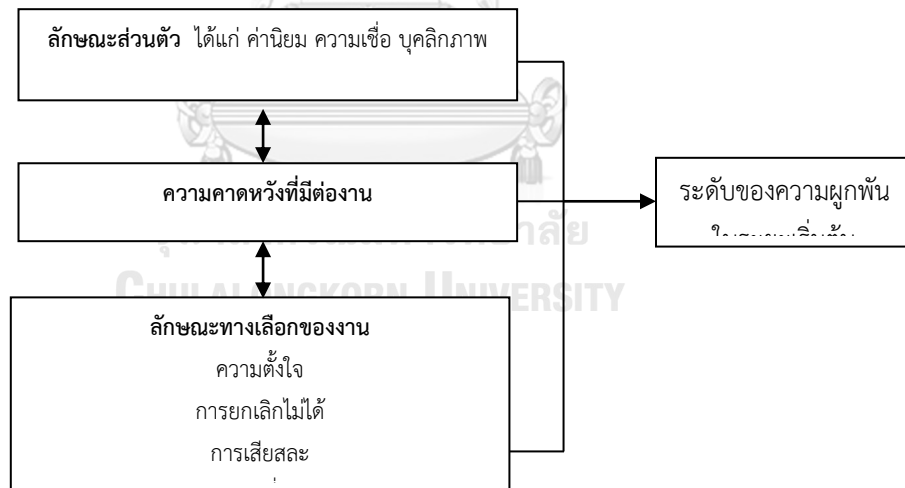 ลักษณะส่วนตัว ได้แก่ ค่านิยม ความเชื่อ บุคลิกภาพ
ความคาดหวังที่มีต่องาน
ระดับของความผูกพัน
CHULALONGKORN UNIVERSITY
ลักษณะทางเลือกของงาน
ความตั้งใจ
การยกเลิกไม่ได้
การเสียสละ